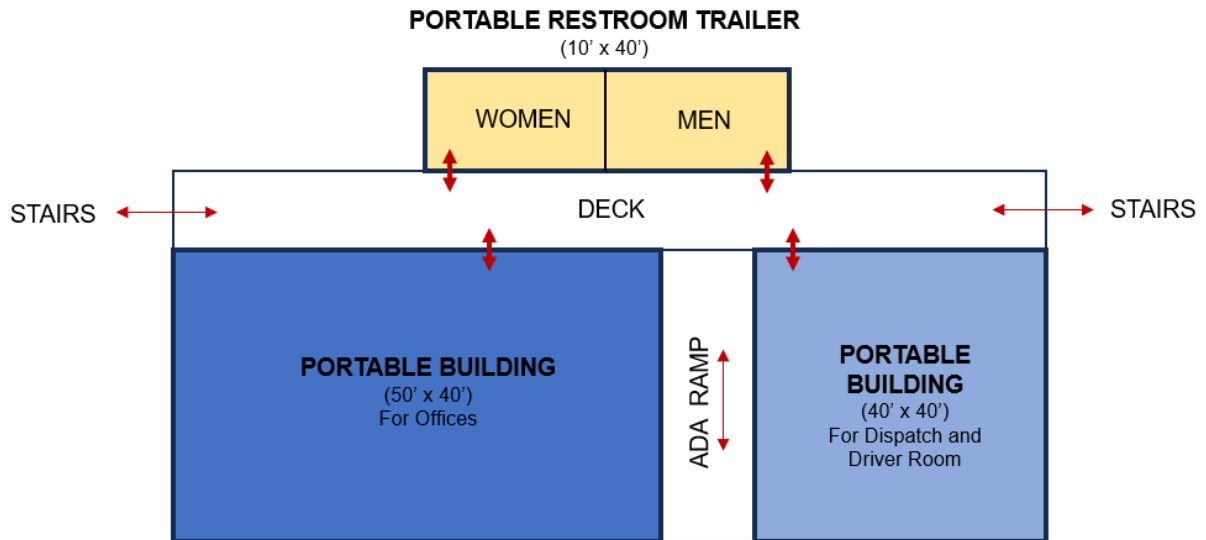 PORTABLE RESTROOM TRAILER
(10’ x 40’)
WOMEN
MEN
STAIRS
DECK
STAIRS
PORTABLE BUILDING
(50’ x 40’)
For Offices
ADA RAMP
PORTABLE
BUILDING
(40’ x 40’)
For Dispatch and
Driver Room